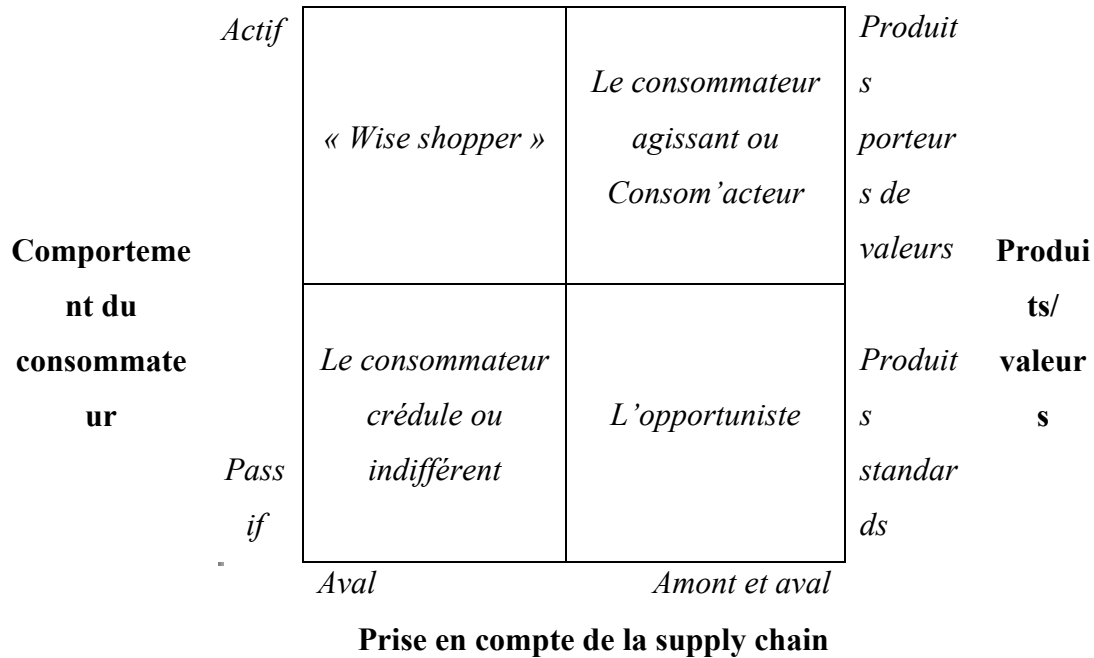 Actif
Produit
s
porteur
s de
valeurs
« Wise shopper »
Le consommateur
agissant ou
Consom’acteur
Comporteme
nt du
consommate
ur
Produi
ts/
valeur
s
Le consommateur
crédule ou
indifférent
L’opportuniste
Produit
s
standar
ds
Pass
if
Aval
Amont et aval
Prise en compte de la supply chain